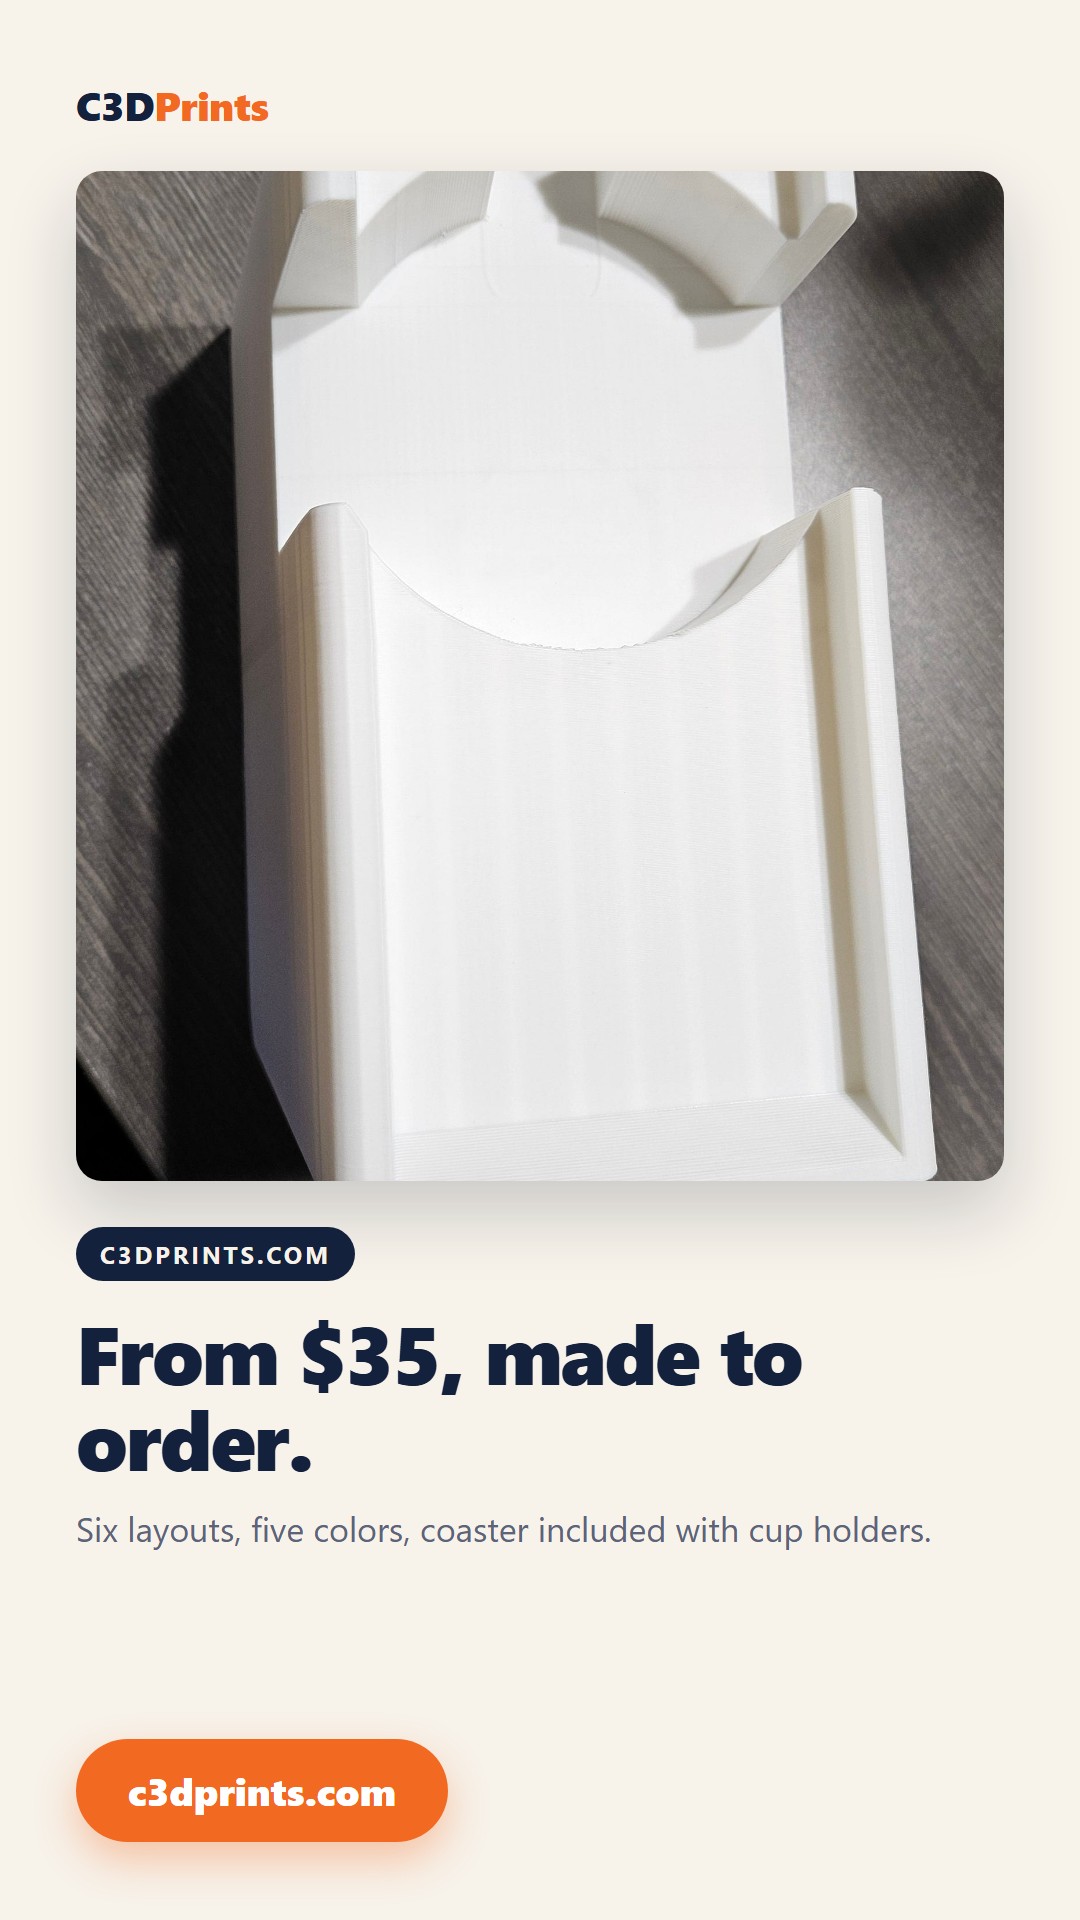 C3DPrints
C3DPRINTS.COM
From $35, made to
order.
Six layouts, five colors, coaster included with cup holders.
c3dprints.com